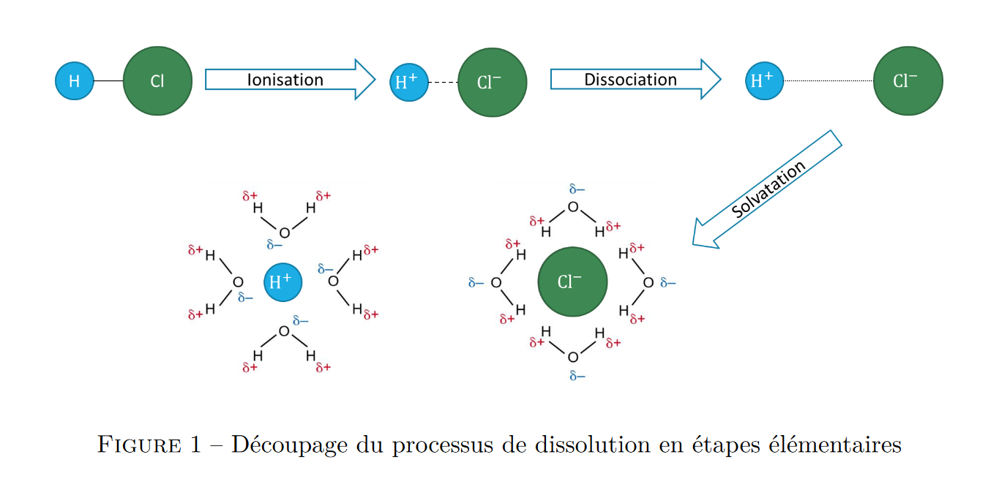 H Cl Ionisation H⁺ Cl⁻ Dissociation H⁺ Cl⁻
Solvatation
δ+ δ+
H H
O
δ−
δ+ H H δ+
δ−
O H⁺ O
δ−
δ+ H H δ+
δ−
O
H H
δ+ δ+
δ−
O
δ+ δ+
H H
δ+ δ+
H H
δ− O Cl⁻ O δ−
H H
δ+ δ+
H H
δ+ δ+
O
δ−
FIGURE 1 – Découpage du processus de dissolution en étapes élémentaires